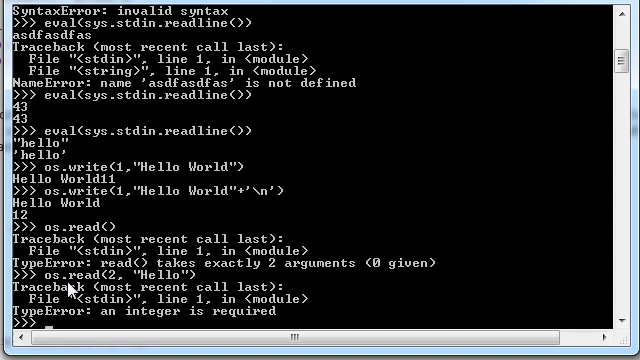 SyntaxError: invalid syntax
>>> eval(sys.stdin.readline())
asdfasdfas
Traceback (most recent call last):
  File "<stdin>", line 1, in <module>
  File "<string>", line 1, in <module>
NameError: name 'asdfasdfas' is not defined
>>> eval(sys.stdin.readline())
43
43
>>> eval(sys.stdin.readline())
"hello"
'hello'
>>> os.write(1,"Hello World")
Hello World11
>>> os.write(1,"Hello World"+'\n')
Hello World
12
>>> os.read()
Traceback (most recent call last):
  File "<stdin>", line 1, in <module>
TypeError: read() takes exactly 2 arguments (0 given)
>>> os.read(2, "Hello")
Traceback (most recent call last):
  File "<stdin>", line 1, in <module>
TypeError: an integer is required
>>>